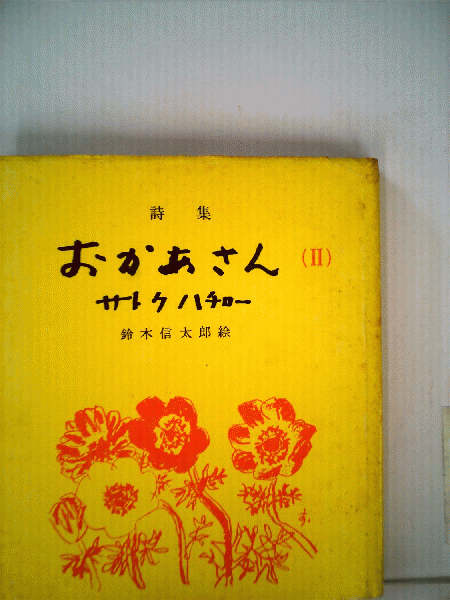 詩集
おかあさん (II)
サトウハチロー
鈴木信太郎絵
す.